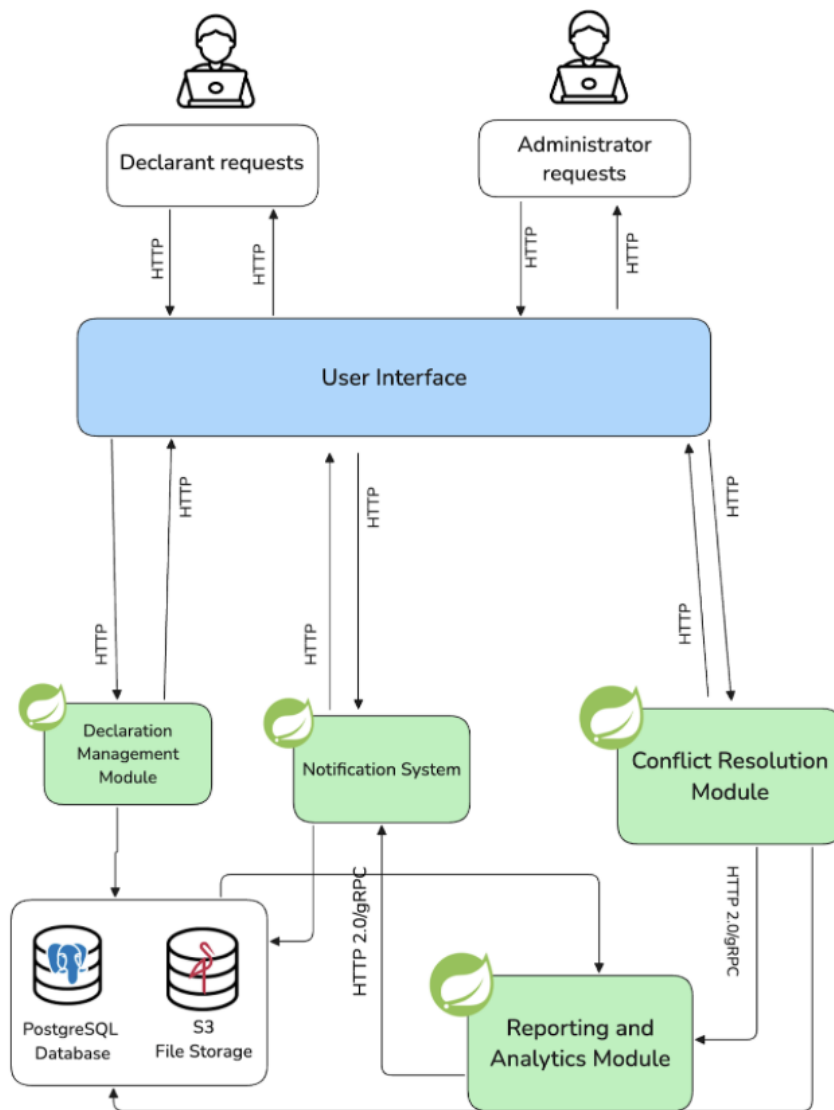 Declarant requests
Administrator
requests
HTTP
HTTP
HTTP
HTTP
User Interface
HTTP
HTTP
HTTP
HTTP
HTTP
HTTP
Declaration
Management
Module
Notification System
Conflict Resolution
Module
HTTP 2.0/gRPC
HTTP 2.0/gRPC
PostgreSQL
Database
S3
File Storage
Reporting and
Analytics Module